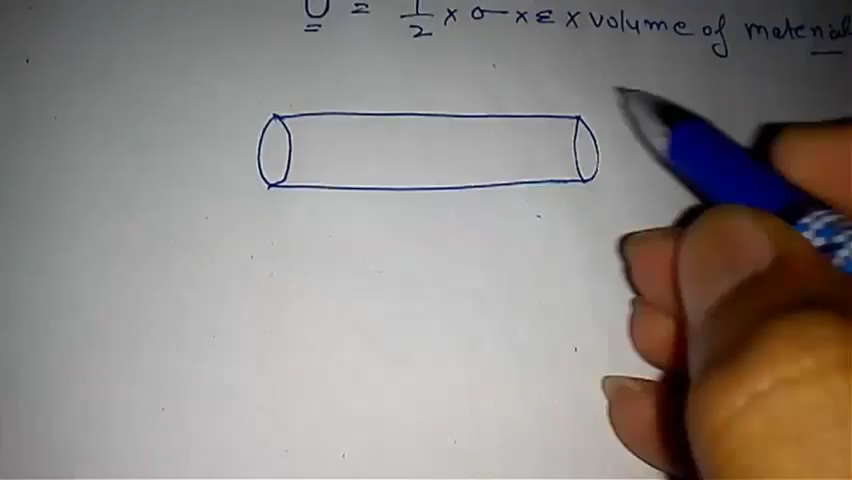 U = 1/2 × σ × ε × volume of material